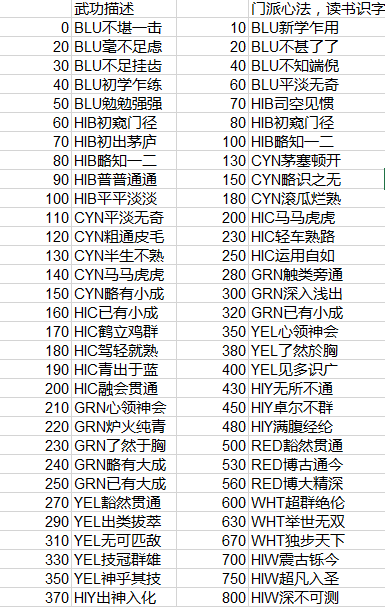 武功描述 门派心法，读书识字
0 BLU不堪一击 10 BLU新学乍用
20 BLU毫不足虑 20 BLU不甚了了
30 BLU不足挂齿 40 BLU不知端倪
40 BLU初学乍练 60 BLU平淡无奇
50 BLU勉勉强强 70 HIB司空见惯
60 HIB初窥门径 80 HIB初窥门径
70 HIB初出茅庐 100 HIB略知一二
80 HIB略知一二 130 CYN茅塞顿开
90 HIB普普通通 150 CYN略识之无
100 HIB平平淡淡 180 CYN滚瓜烂熟
110 CYN平淡无奇 200 HIC马马虎虎
120 CYN粗通皮毛 230 HIC轻车熟路
130 CYN半生不熟 250 HIC运用自如
140 CYN马马虎虎 280 GRN触类旁通
150 CYN略有小成 300 GRN深入浅出
160 HIC已有小成 320 GRN已有小成
170 HIC鹤立鸡群 350 YEL心领神会
180 HIC驾轻就熟 380 YEL了然於胸
190 HIC青出于蓝 400 YEL见多识广
200 HIC融会贯通 430 HIY无所不通
210 GRN心领神会 450 HIY卓尔不群
220 GRN炉火纯青 480 HIY满腹经纶
230 GRN了然于胸 500 RED豁然贯通
240 GRN略有大成 530 RED博古通今
250 GRN已有大成 560 RED博大精深
270 YEL豁然贯通 600 WHT超群绝伦
290 YEL出类拔萃 630 WHT举世无双
310 YEL无可匹敌 670 WHT独步天下
330 YEL技冠群雄 700 HIW震古铄今
350 YEL神乎其技 750 HIW超凡入圣
370 HIY出神入化 800 HIW深不可测